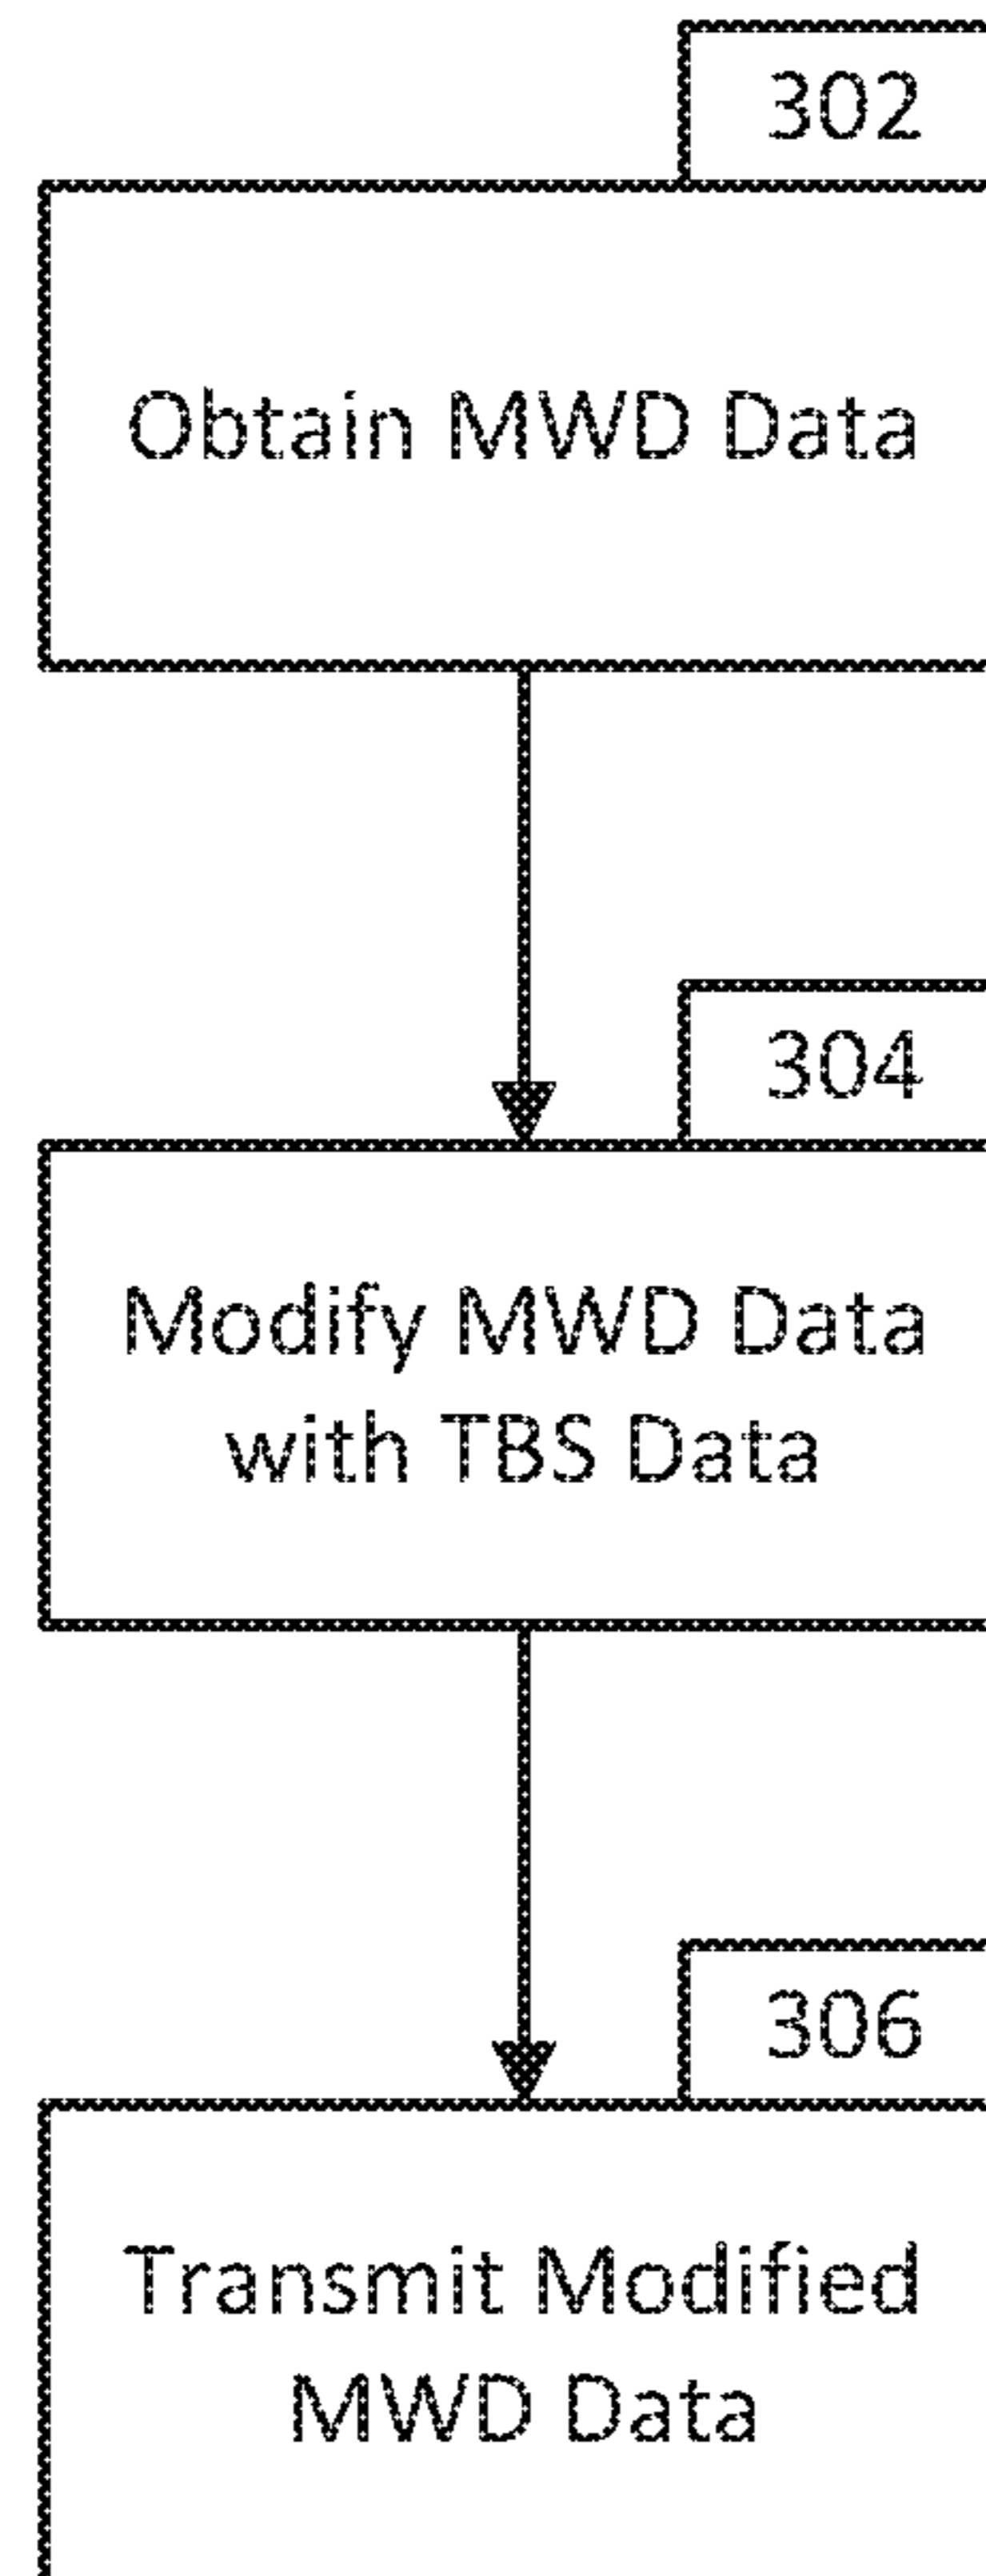 302
Obtain MWD Data
304
Modify MWD Data
with TBS Data
306
Transmit Modified
MWD Data